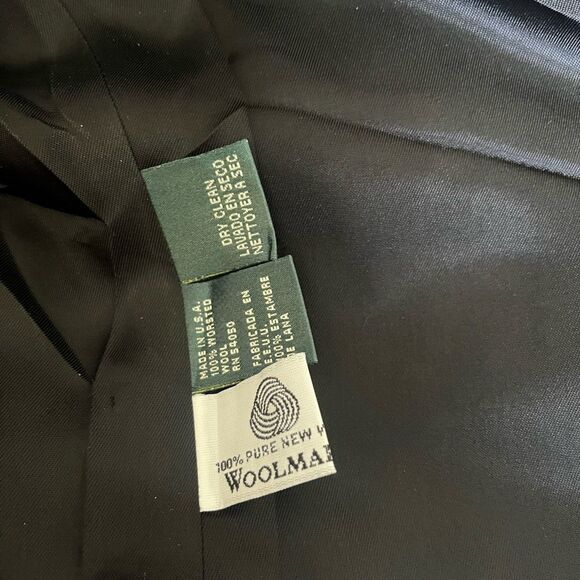 DRY CLEAN
LAVADO EN SECO
NETTOYER A SEC
MADE IN U.S.A.
100% WORSTED
WOOL
RN 54050
FABRICADA EN
E.E.U.U.
100% ESTAMBRE
DE LANA
100% PURE NEW
WOOLMA